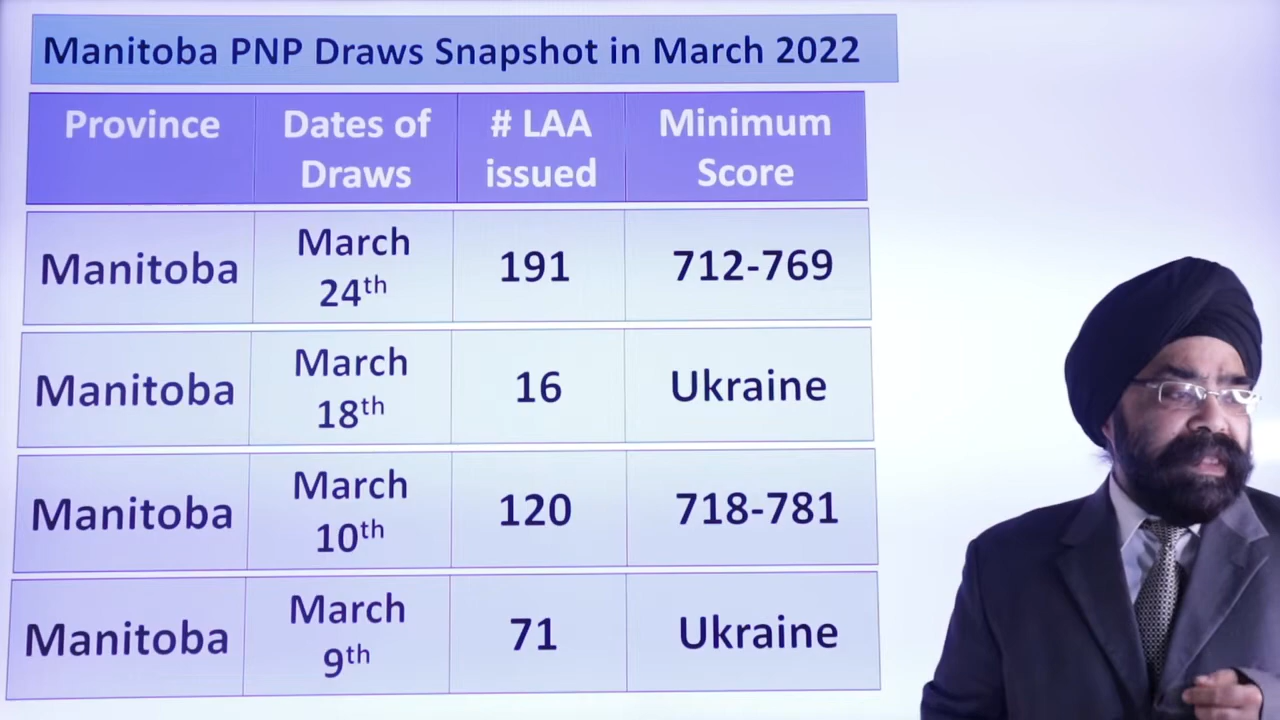 Manitoba PNP Draws Snapshot in March 2022
Province
Dates of
Draws
# LAA
issued
Minimum
Score
Manitoba
March
24th
191
712-769
Manitoba
March
18th
16
Ukraine
Manitoba
March
10th
120
718-781
Manitoba
March
9th
71
Ukraine